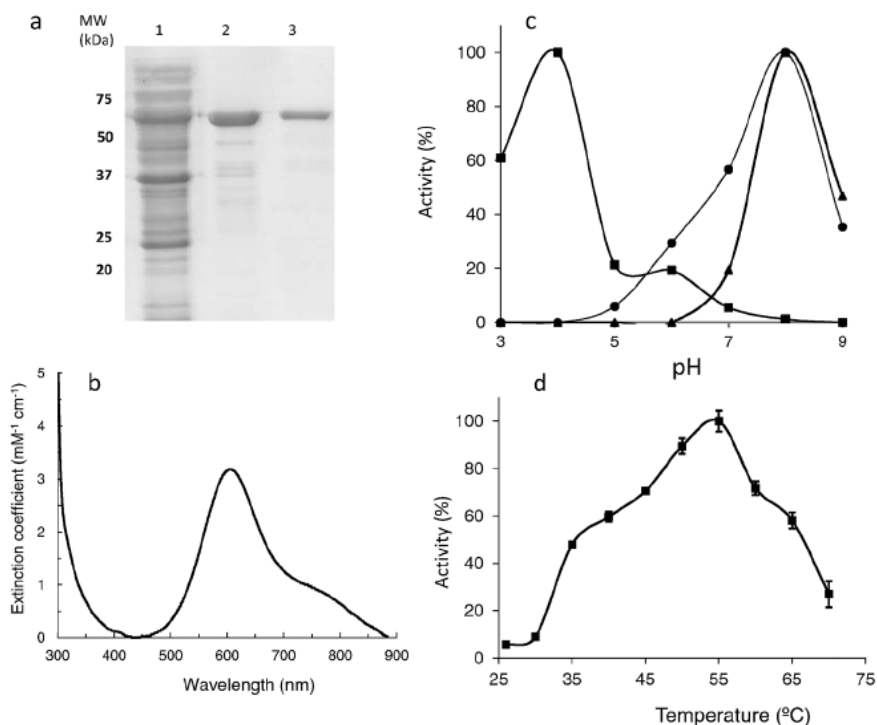 a
MW
(kDa)
1 2 3
75
50
37
25
20
c
Activity (%)
100
80
60
40
20
0
3 5 7 9
pH
b
Extinction coefficient (mM-1 cm-1)
5
4
3
2
1
0
300 400 500 600 700 800 900
Wavelength (nm)
d
Activity (%)
100
80
60
40
20
0
25 35 45 55 65 75
Temperature (ºC)